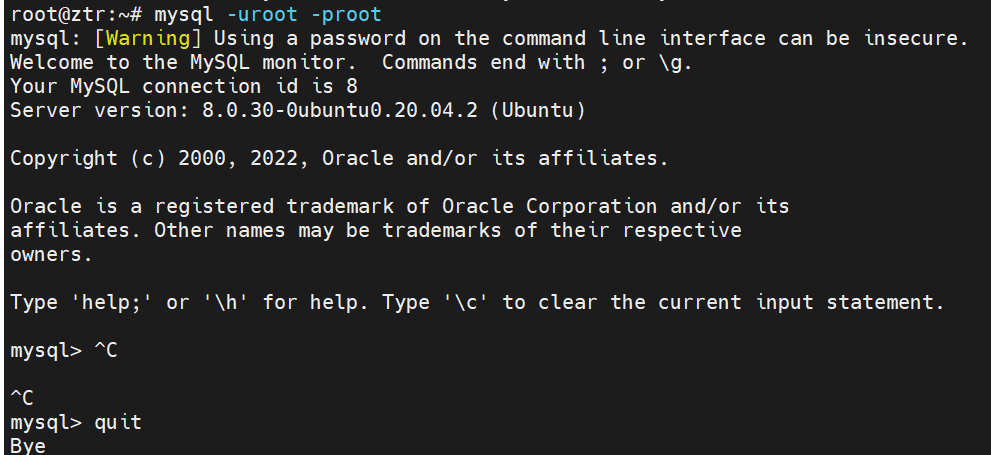 root@ztr:~# mysql -uroot -proot
mysql: [Warning] Using a password on the command line interface can be insecure.
Welcome to the MySQL monitor.  Commands end with ; or \g.
Your MySQL connection id is 8
Server version: 8.0.30-0ubuntu0.20.04.2 (Ubuntu)
Copyright (c) 2000, 2022, Oracle and/or its affiliates.
Oracle is a registered trademark of Oracle Corporation and/or its
affiliates. Other names may be trademarks of their respective
owners.
Type 'help;' or '\h' for help. Type '\c' to clear the current input statement.
mysql> ^C
^C
mysql> quit
Bye